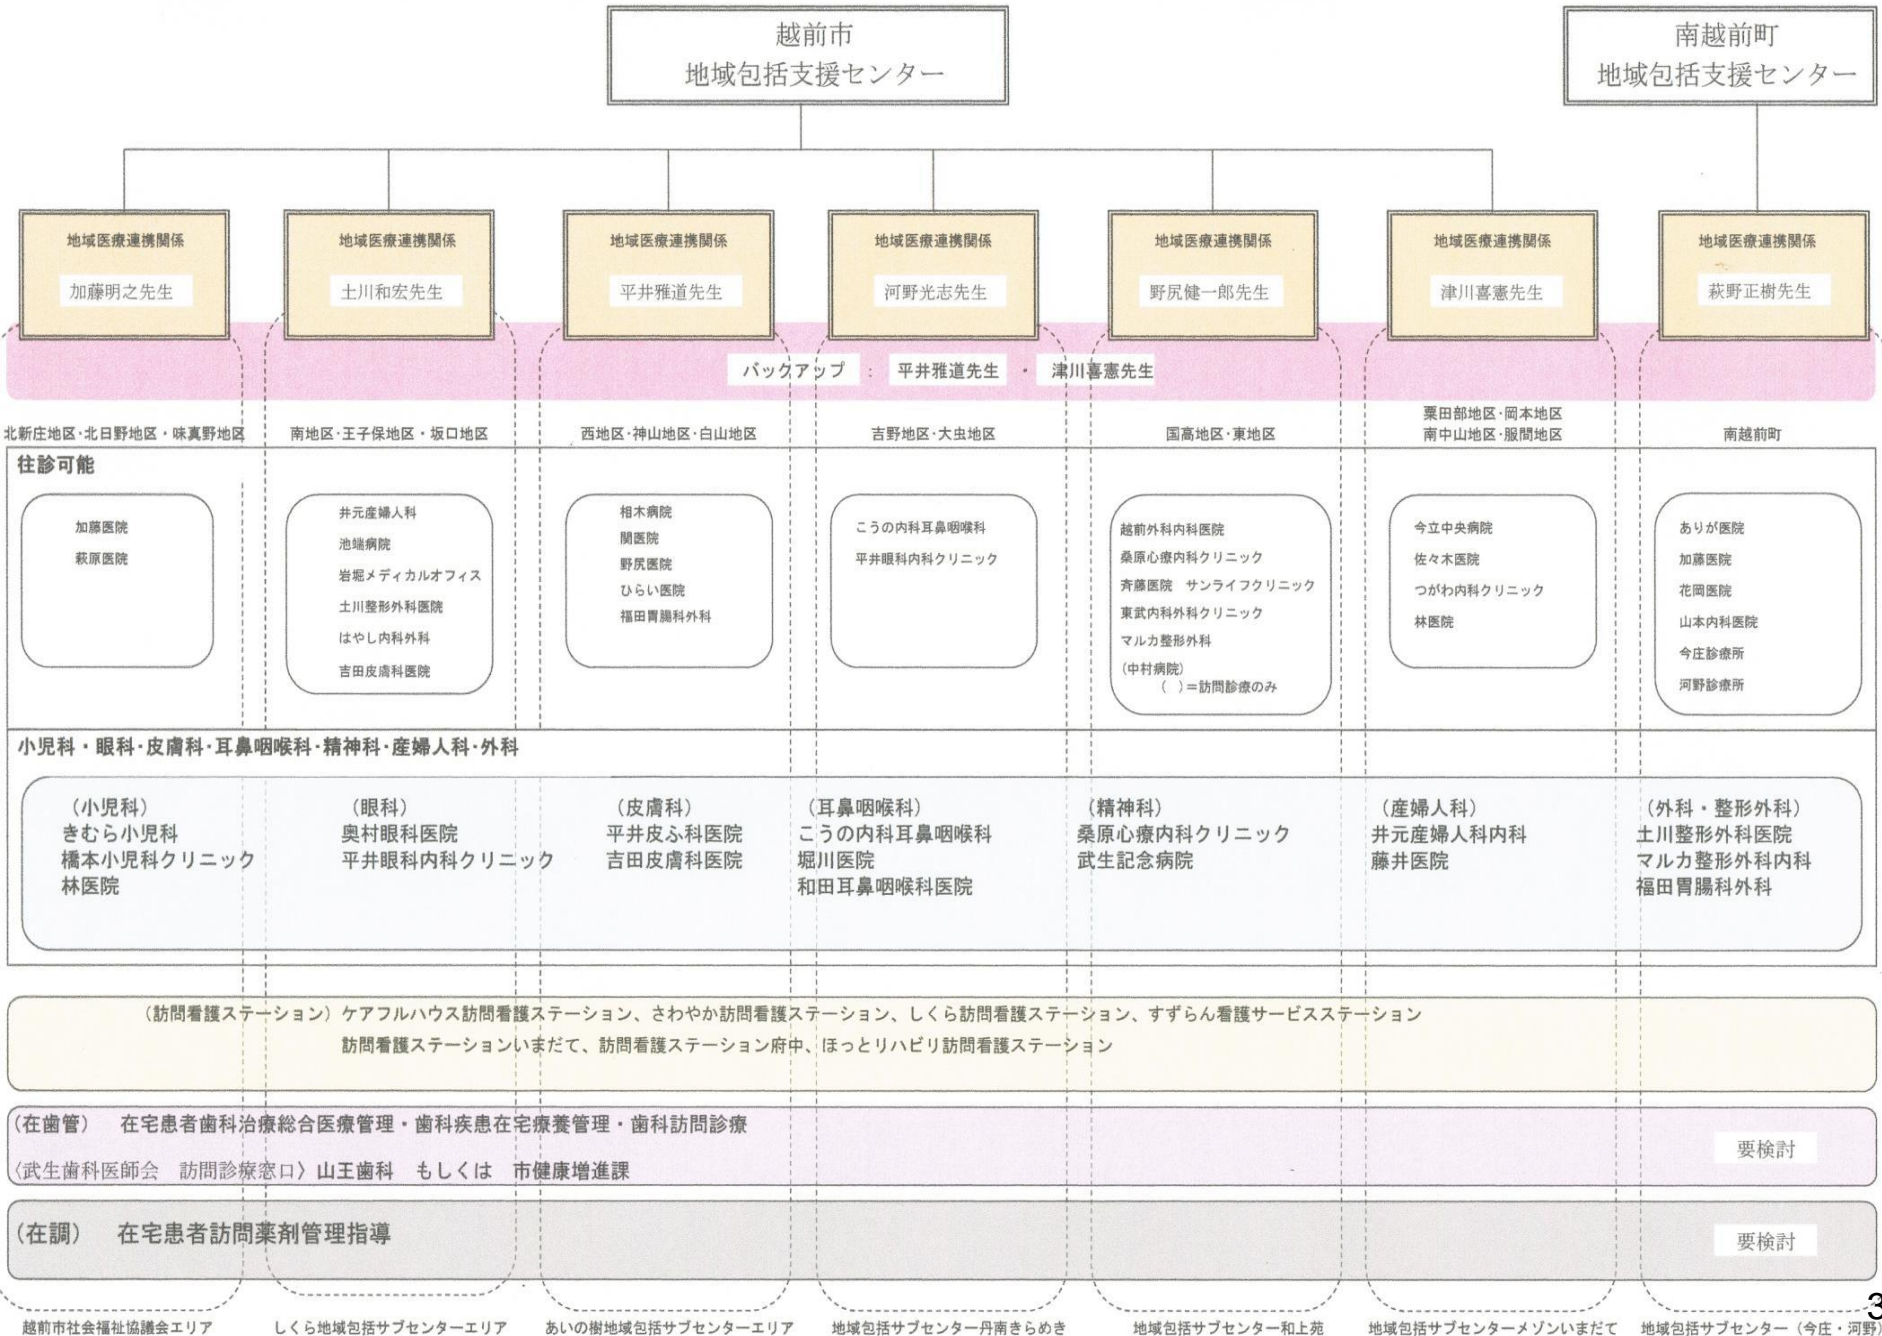 越前市
地域包括支援センター
南越前町
地域包括支援センター
地域医療連携関係
加藤明之先生
地域医療連携関係
土川和宏先生
地域医療連携関係
平井雅道先生
地域医療連携関係
河野光志先生
地域医療連携関係
野尻健一郎先生
地域医療連携関係
津川喜憲先生
地域医療連携関係
萩野正樹先生
バックアップ ： 平井雅道先生 ・ 津川喜憲先生
北新庄地区・北日野地区・味真野地区
南地区・王子保地区・坂口地区
西地区・神山地区・白山地区
吉野地区・大虫地区
国高地区・東地区
粟田部地区・岡本地区
南中山地区・服間地区
南越前町
往診可能
加藤医院
萩原医院
井元産婦人科
池端病院
岩堀メディカルオフィス
土川整形外科医院
はやし内科外科
吉田皮膚科医院
相木病院
関医院
野尻医院
ひらい医院
福田胃腸科外科
こうの内科耳鼻咽喉科
平井眼科内科クリニック
越前外科内科医院
桑原心療内科クリニック
斉藤医院　サンライフクリニック
東武内科外科クリニック
マルカ整形外科
(中村病院)
(　)＝訪問診療のみ
今立中央病院
佐々木医院
つがわ内科クリニック
林医院
ありが医院
加藤医院
花岡医院
山本内科医院
今庄診療所
河野診療所
小児科・眼科・皮膚科・耳鼻咽喉科・精神科・産婦人科・外科
（小児科）
きむら小児科
橋本小児科クリニック
林医院
（眼科）
奥村眼科医院
平井眼科内科クリニック
（皮膚科）
平井皮ふ科医院
吉田皮膚科医院
（耳鼻咽喉科）
こうの内科耳鼻咽喉科
堀川医院
和田耳鼻咽喉科医院
（精神科）
桑原心療内科クリニック
武生記念病院
（産婦人科）
井元産婦人科内科
藤井医院
（外科・整形外科）
土川整形外科医院
マルカ整形外科内科
福田胃腸科外科
（訪問看護ステーション）ケアフルハウス訪問看護ステーション、さわやか訪問看護ステーション、しくら訪問看護ステーション、すずらん看護サービスステーション
訪問看護ステーションいまだて、訪問看護ステーション府中、ほっとリハビリ訪問看護ステーション
（在歯管）　在宅患者歯科治療総合医療管理・歯科疾患在宅療養管理・歯科訪問診療
〈武生歯科医師会　訪問診療窓口〉山王歯科　もしくは　市健康増進課
要検討
（在調）　在宅患者訪問薬剤管理指導
要検討
越前市社会福祉協議会エリア
しくら地域包括サブセンターエリア
あいの樹地域包括サブセンターエリア
地域包括サブセンター丹南きらめき
地域包括サブセンター和上苑
地域包括サブセンターメゾンいまだて
地域包括サブセンター（今庄・河野）
3